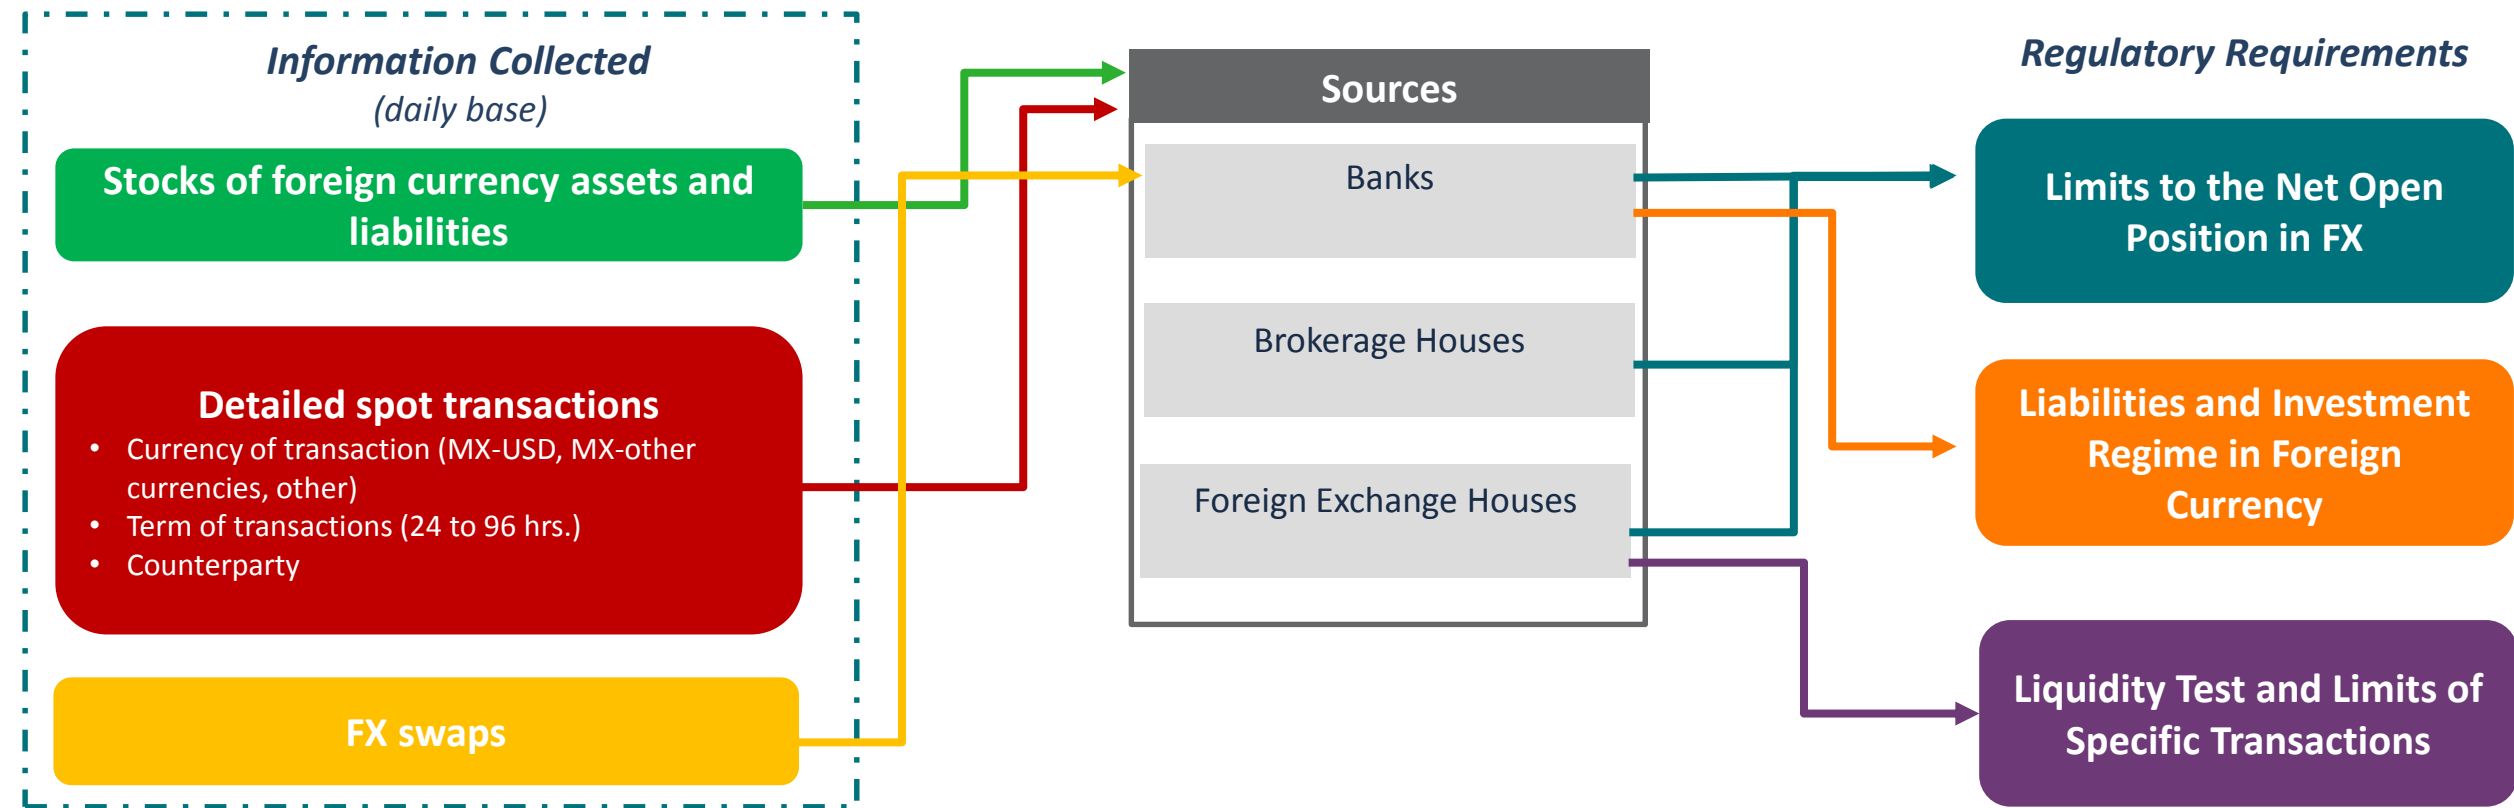 Information Collected
(daily base)
Stocks of foreign currency assets and
liabilities
Detailed spot transactions
• Currency of transaction (MX-USD, MX-other
currencies, other)
• Term of transactions (24 to 96 hrs.)
• Counterparty
FX swaps
Sources
Banks
Brokerage Houses
Foreign Exchange Houses
Regulatory Requirements
Limits to the Net Open
Position in FX
Liabilities and Investment
Regime in Foreign
Currency
Liquidity Test and Limits of
Specific Transactions